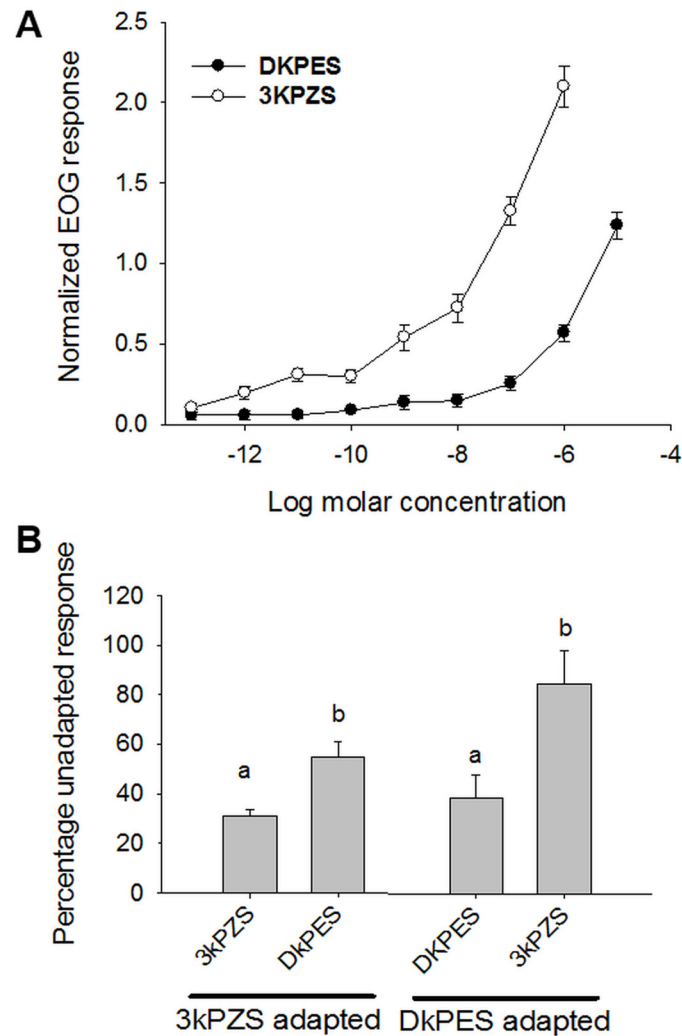 A
2.5
2.0
1.5
1.0
0.5
0.0
Normalized EOG response
DKPES
3KPZS
-12
-10
-8
-6
-4
Log molar concentration
B
120
100
80
60
40
20
0
Percentage unadapted response
a
b
a
b
3kPZS
DkPES
DKPES
3kPZS
3kPZS adapted
DkPES adapted